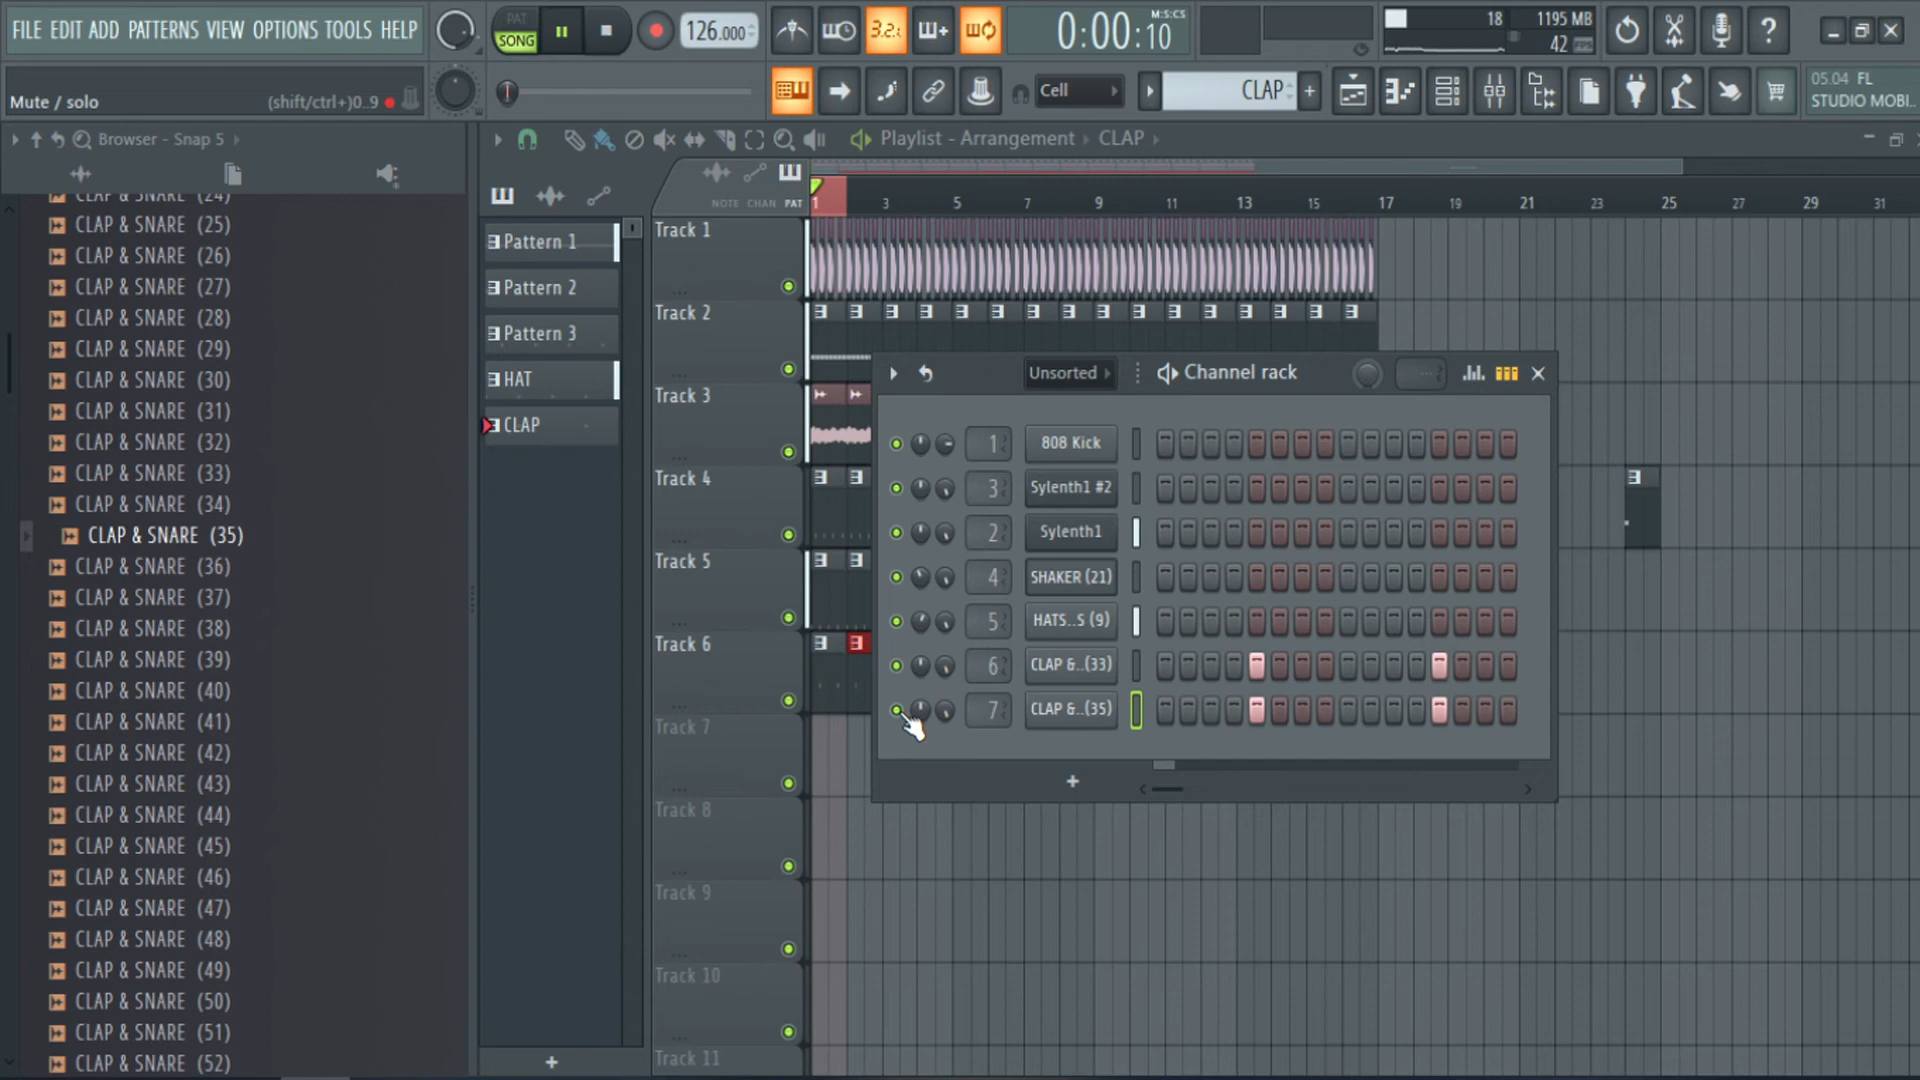 FILE EDIT ADD PATTERNS VIEW OPTIONS TOOLS HELP
PAT
SONG
126.000
3.2.
0:00:10
M:S:CS
18
1195 MB
42
Mute / solo
(shift/ctrl+)0..9
Cell
CLAP
05.04 FL
STUDIO MOBI..
Browser - Snap 5
Playlist - Arrangement
CLAP
NOTE CHAN PAT
1 3 5 7 9 11 13 15 17 19 21 23 25 27 29 31
CLAP & SNARE (24)
CLAP & SNARE (25)
CLAP & SNARE (26)
CLAP & SNARE (27)
CLAP & SNARE (28)
CLAP & SNARE (29)
CLAP & SNARE (30)
CLAP & SNARE (31)
CLAP & SNARE (32)
CLAP & SNARE (33)
CLAP & SNARE (34)
CLAP & SNARE (35)
CLAP & SNARE (36)
CLAP & SNARE (37)
CLAP & SNARE (38)
CLAP & SNARE (39)
CLAP & SNARE (40)
CLAP & SNARE (41)
CLAP & SNARE (42)
CLAP & SNARE (43)
CLAP & SNARE (44)
CLAP & SNARE (45)
CLAP & SNARE (46)
CLAP & SNARE (47)
CLAP & SNARE (48)
CLAP & SNARE (49)
CLAP & SNARE (50)
CLAP & SNARE (51)
CLAP & SNARE (52)
Pattern 1
Pattern 2
Pattern 3
HAT
CLAP
Track 1
Track 2
Track 3
Track 4
Track 5
Track 6
Track 7
Track 8
Track 9
Track 10
Track 11
Unsorted
Channel rack
1 808 Kick
3 Sylenth1 #2
2 Sylenth1
4 SHAKER (21)
5 HATS..S (9)
6 CLAP &..(33)
7 CLAP &..(35)